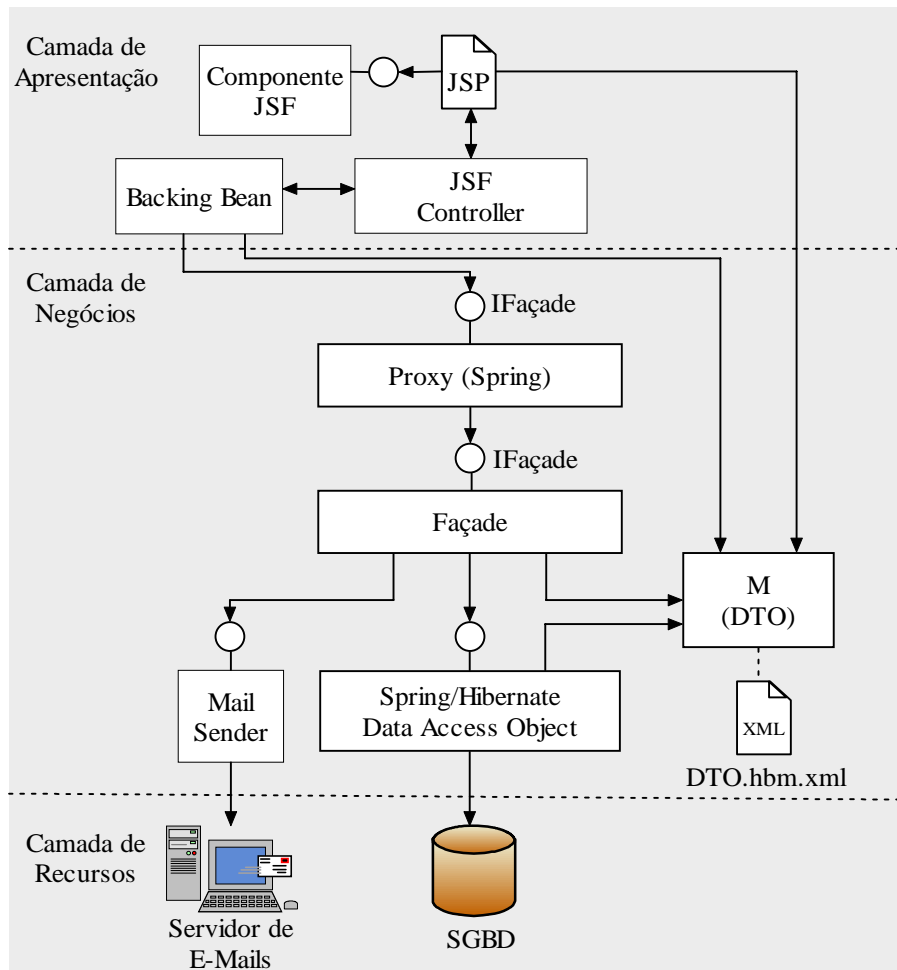 Camada de
Apresentação
Componente
JSF
JSP
Backing Bean
JSF
Controller
Camada de
Negócios
IFaçade
Proxy (Spring)
IFaçade
Façade
M
(DTO)
Mail
Sender
Spring/Hibernate
Data Access Object
XML
DTO.hbm.xml
Camada de
Recursos
Servidor de
E-Mails
SGBD